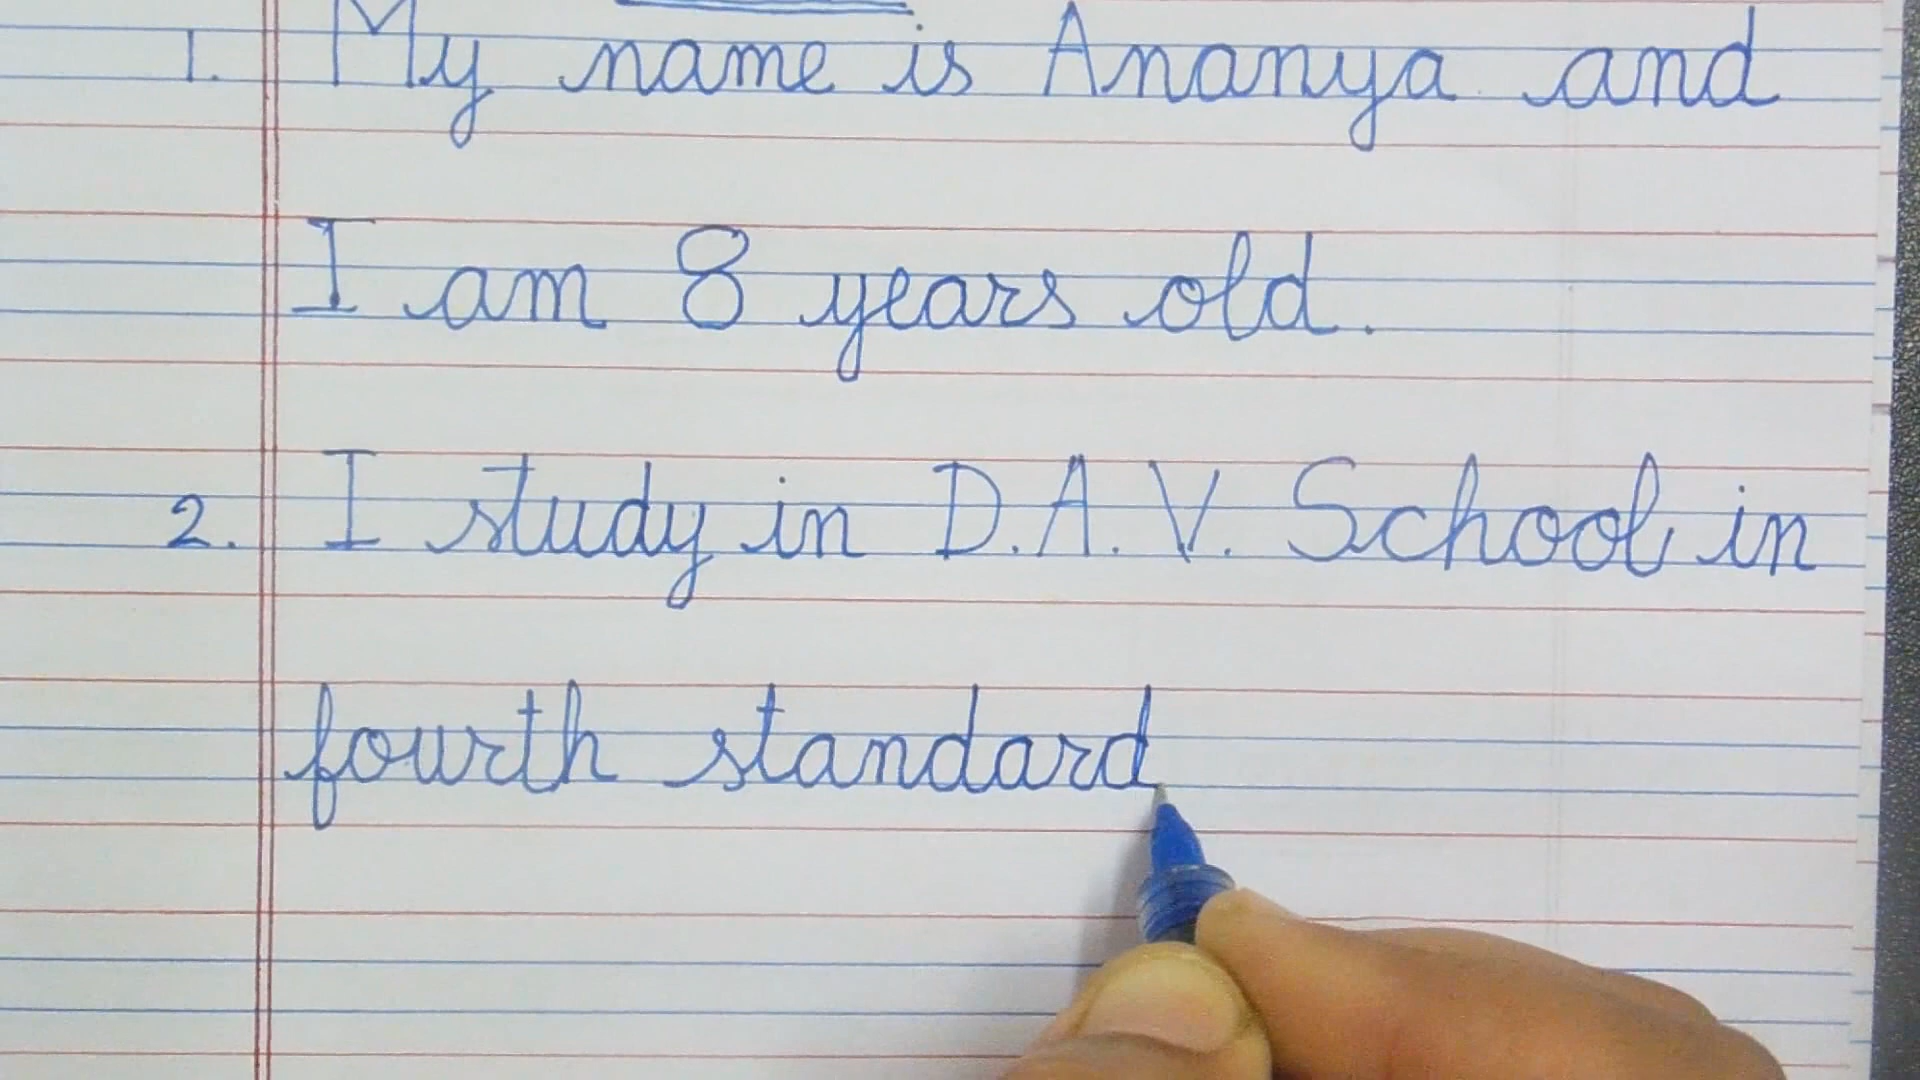 1. My name is Ananya and
I am 8 years old.
2. I study in D.A.V. School in
fourth standard